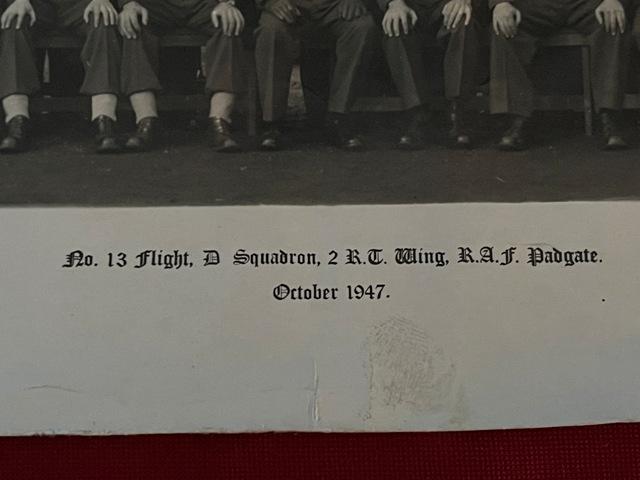 No. 13 Flight, D Squadron, 2 R.T. Wing, R.A.F. Padgate.
October 1947.